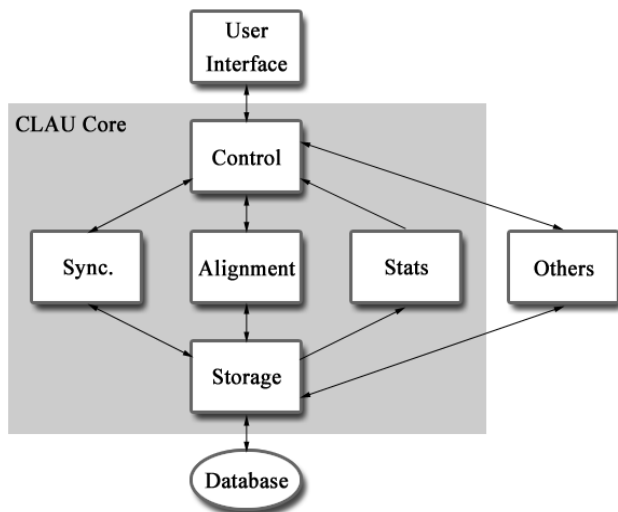 User
Interface
CLAU Core
Control
Sync.
Alignment
Stats
Others
Storage
Database